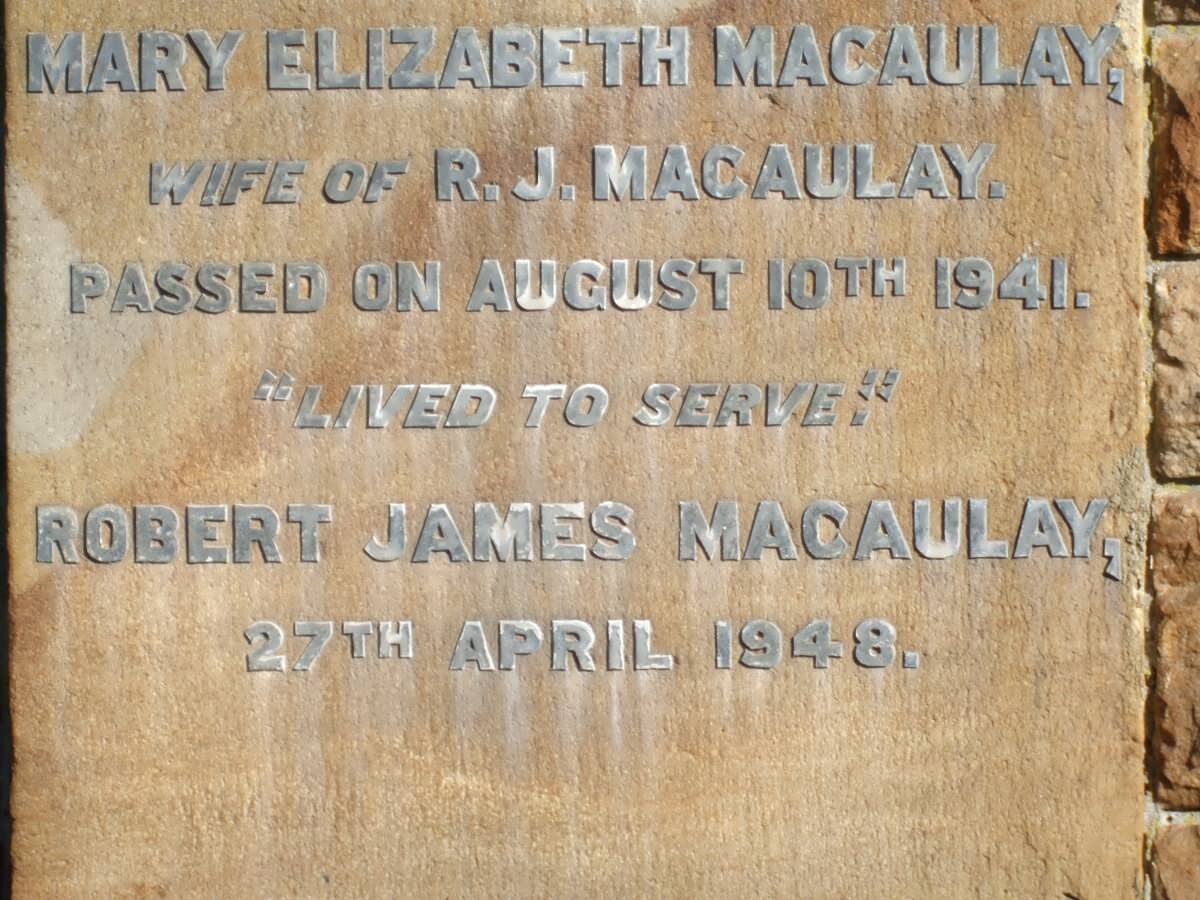 MARY ELIZABETH MACAULAY,
WIFE OF R. J. MACAULAY.
PASSED ON AUGUST 10TH 1941.
"LIVED TO SERVE."
ROBERT JAMES MACAULAY,
27TH APRIL 1948.